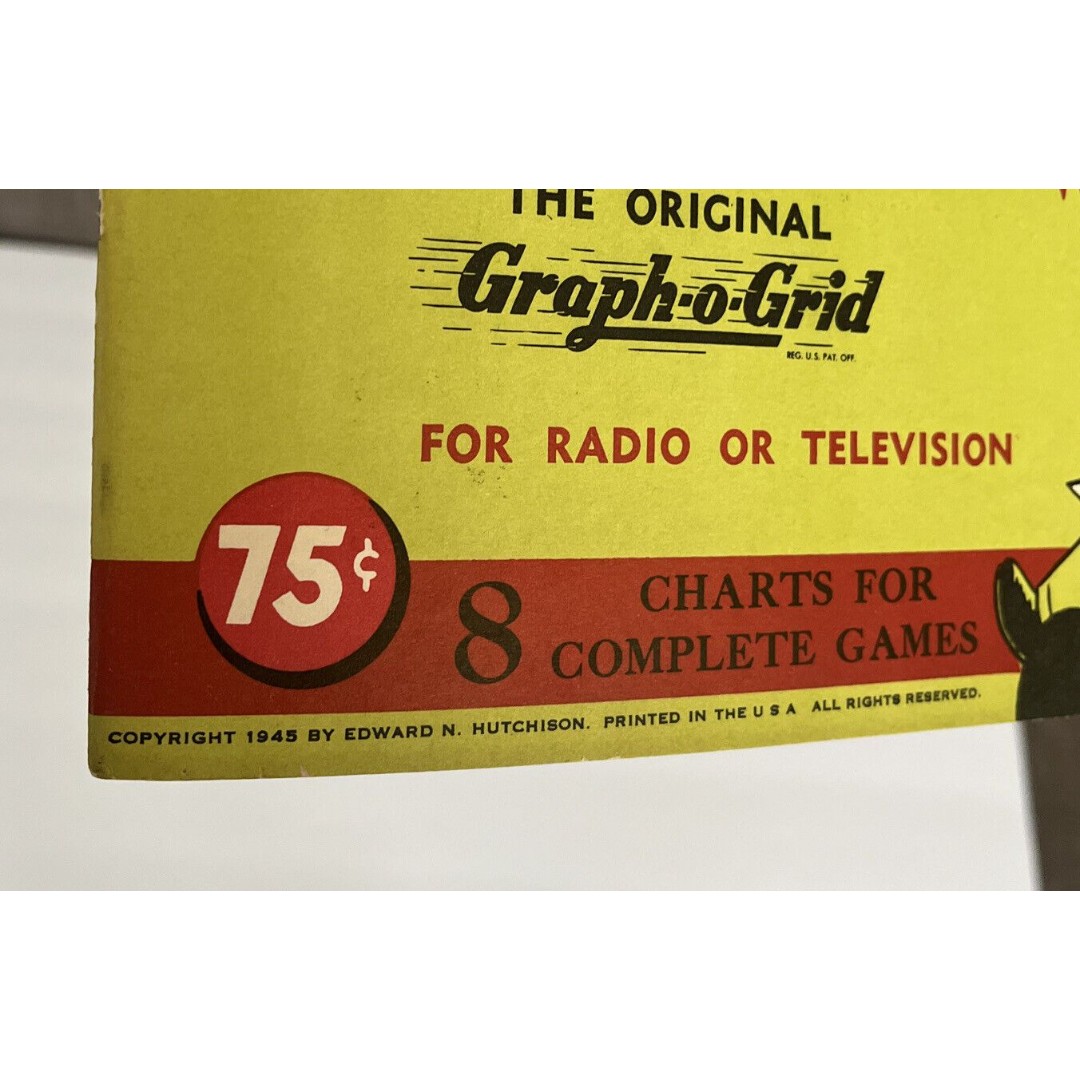 THE ORIGINAL
Graph-o-Grid
REG. U.S. PAT. OFF.
FOR RADIO OR TELEVISION
75¢
8 CHARTS FOR
COMPLETE GAMES
COPYRIGHT 1945 BY EDWARD N. HUTCHISON. PRINTED IN THE U S A ALL RIGHTS RESERVED.